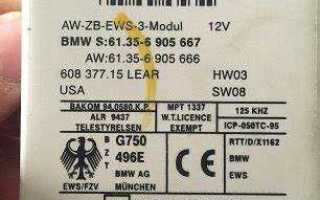 AW-ZB-EWS-3-Modul 12V
BMW S:61.35-6 905 667
AW:61.35-6 905 666
608 377.15 LEAR HW03
USA SW08
BAKOM 94.0580.K.P.
ALR 9437
TELESTYRELSEN
MPT 1337
W.T.LICENCE
EXEMPT
125 KHZ
ICP-050TC-95
CE
B
Z
T
G750
496E
RTT/D/X1162
BMW
EWS
BMW AG
EWS/FZV MÜNCHEN